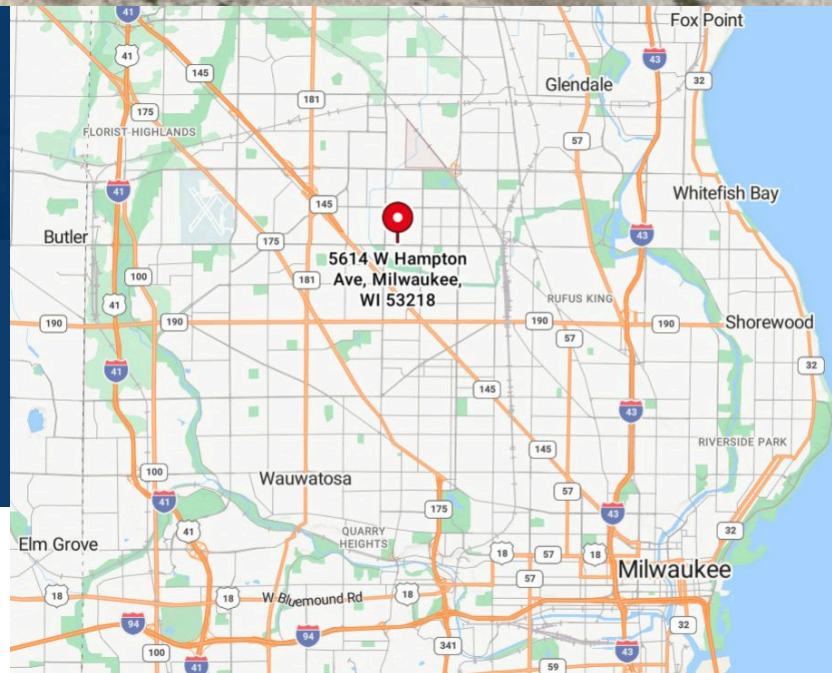 41
Fox Point
41
43
145
32
181
Glendale
175
57
FLORIST HIGHLANDS
41
145
Whitefish Bay
Butler
175
43
5614 W Hampton
Ave, Milwaukee,
WI 53218
100
181
41
RUFUS KING
190
190
190
190
Shorewood
57
32
41
145
43
RIVERSIDE PARK
145
100
Wauwatosa
57
41
175
43
41
QUARRY
HEIGHTS
32
Elm Grove
18
57
18
57
Milwaukee
18
18
W Bluemound Rd
18
94
94
32
100
341
43
41
59